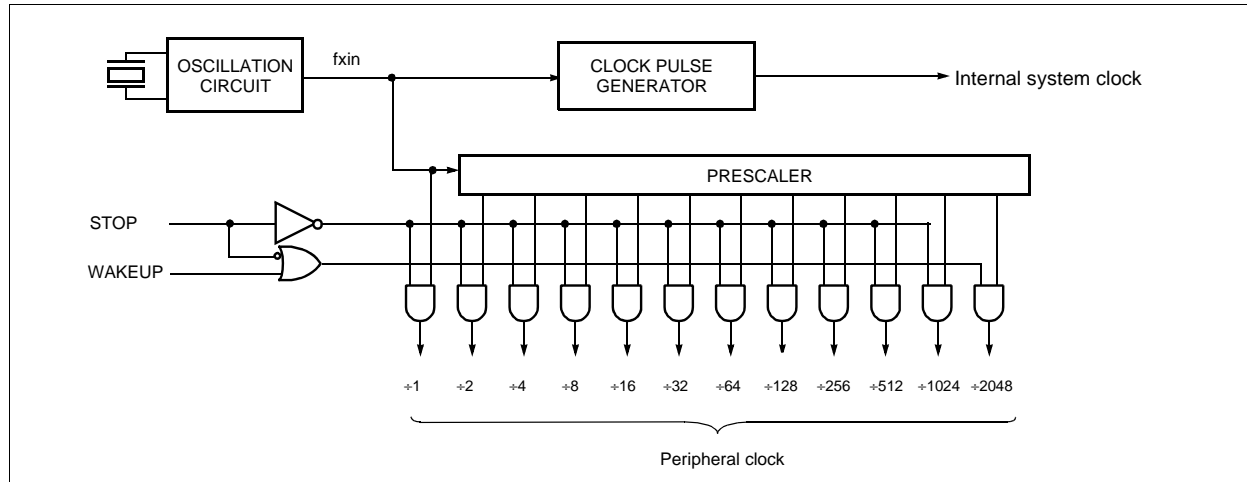 OSCILLATION
CIRCUIT
fxin
CLOCK PULSE
GENERATOR
Internal system clock
PRESCALER
STOP
WAKEUP
÷1 ÷2 ÷4 ÷8 ÷16 ÷32 ÷64 ÷128 ÷256 ÷512 ÷1024 ÷2048
Peripheral clock